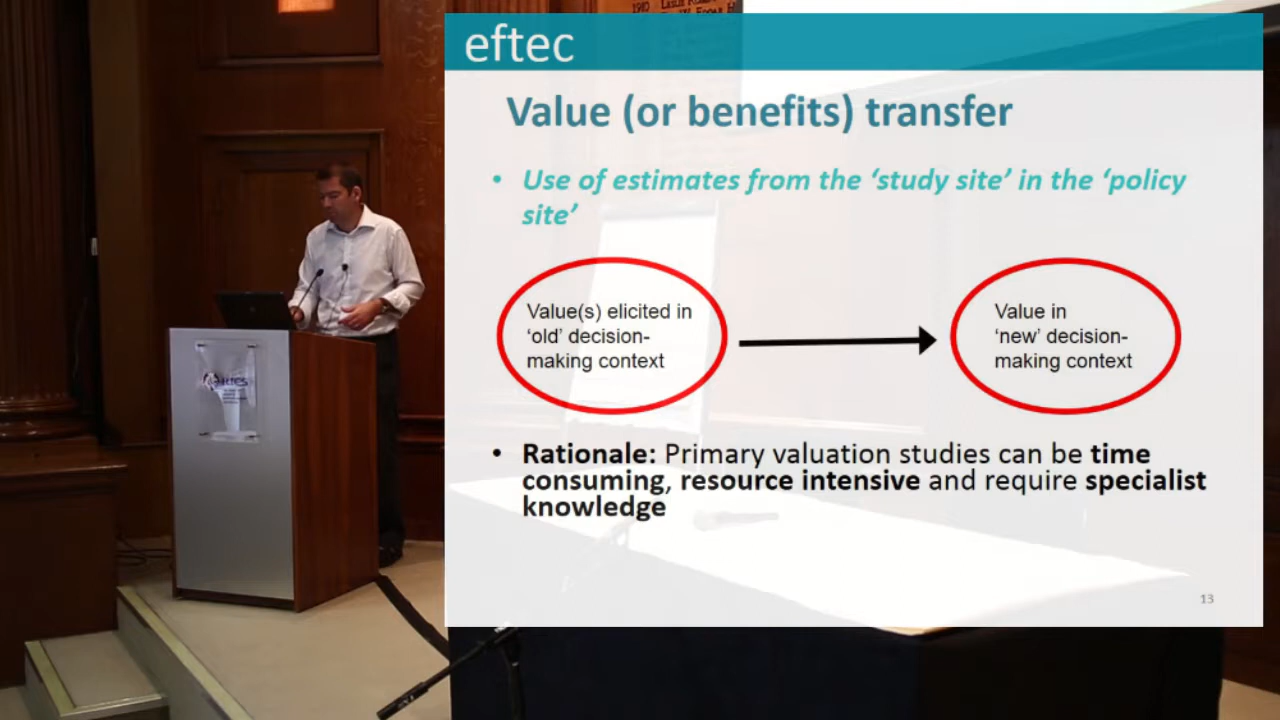 eftec
Value (or benefits) transfer
• Use of estimates from the ‘study site’ in the ‘policy
site’
Value(s) elicited in
‘old’ decision-
making context
Value in
‘new’ decision-
making context
• Rationale: Primary valuation studies can be time
consuming, resource intensive and require specialist
knowledge
13